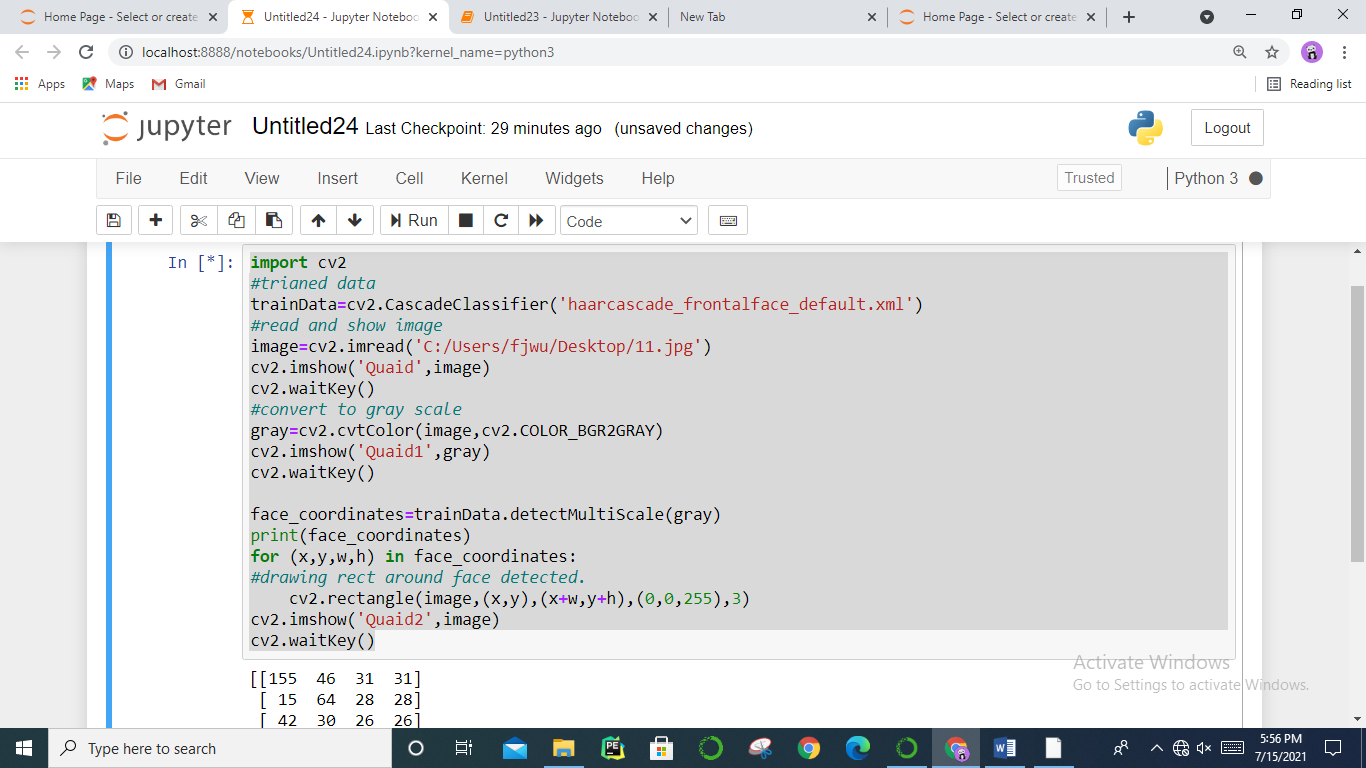 Home Page - Select or create
Untitled24 - Jupyter Noteboo
Untitled23 - Jupyter Noteboo
New Tab
Home Page - Select or create
localhost:8888/notebooks/Untitled24.ipynb?kernel_name=python3
Apps
Maps
Gmail
Reading list
jupyter
Untitled24
Last Checkpoint: 29 minutes ago
(unsaved changes)
Logout
File
Edit
View
Insert
Cell
Kernel
Widgets
Help
Trusted
Python 3
Run
Code
In [*]:
import cv2
#trianed data
trainData=cv2.CascadeClassifier('haarcascade_frontalface_default.xml')
#read and show image
image=cv2.imread('C:/Users/fjwu/Desktop/11.jpg')
cv2.imshow('Quaid',image)
cv2.waitKey()
#convert to gray scale
gray=cv2.cvtColor(image,cv2.COLOR_BGR2GRAY)
cv2.imshow('Quaid1',gray)
cv2.waitKey()
face_coordinates=trainData.detectMultiScale(gray)
print(face_coordinates)
for (x,y,w,h) in face_coordinates:
#drawing rect around face detected.
    cv2.rectangle(image,(x,y),(x+w,y+h),(0,0,255),3)
cv2.imshow('Quaid2',image)
cv2.waitKey()
[[155  46  31  31]
 [ 15  64  28  28]
 [ 42  30  26  26]
Activate Windows
Go to Settings to activate Windows.
Type here to search
PE
W
5:56 PM
7/15/2021